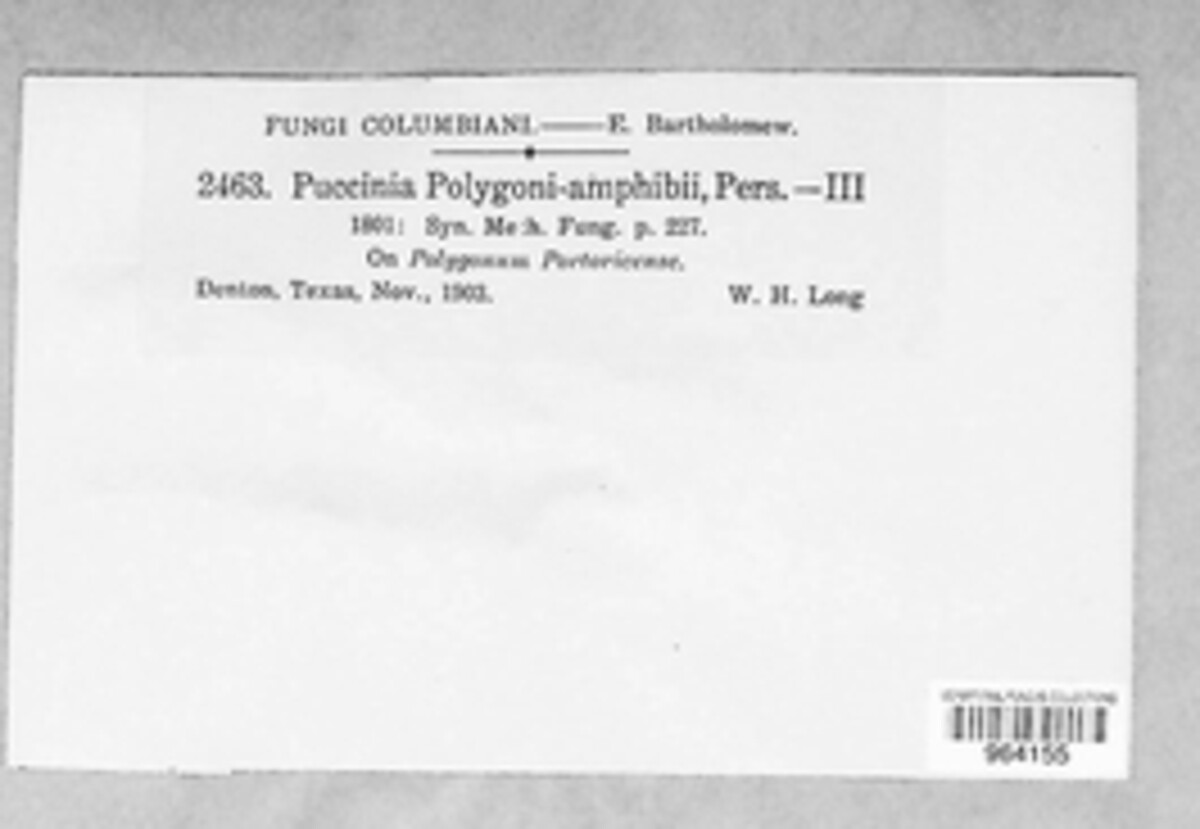 FUNGI COLUMBIANI.——E. Bartholomew.
2463. Puccinia Polygoni-amphibii, Pers. —III
1801: Syn. Meth. Fung. p. 227.
On Polygonum Portoricense.
Denton, Texas, Nov., 1903.
W. H. Long
964155